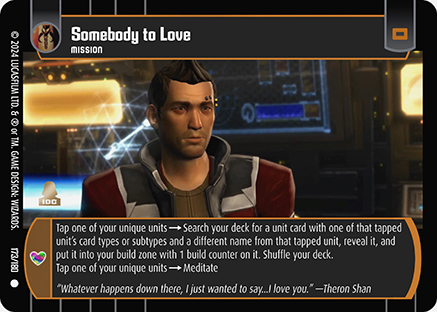 Somebody to Love
MISSION
© 2024 LUCASFILM LTD. & ® OR TM. GAME DESIGN: WIZARDS.
173/180
100
Tap one of your unique units → Search your deck for a unit card with one of that tapped
unit's card types or subtypes and a different name from that tapped unit, reveal it, and
put it into your build zone with 1 build counter on it. Shuffle your deck.
Tap one of your unique units → Meditate
"Whatever happens down there, I just wanted to say...I love you." —Theron Shan